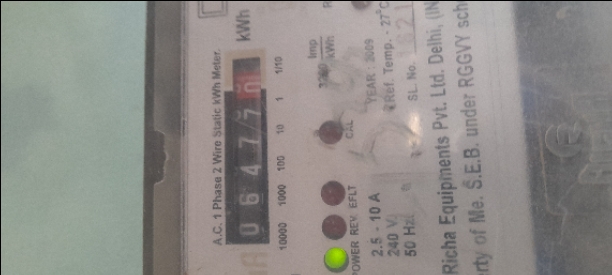 A.C. 1 Phase 2 Wire Static kWh Meter.
0 6 4 7 7 kWh
10000 1000 100 10 1 1/10
Imp
kWh
POWER REV EFLT CAL
2.5 - 10 A YEAR : 2009
240 V Ref. Temp. - 27°C
50 Hz SL. No.
Richa Equipments Pvt. Ltd. Delhi, (IN
rty of Me. S.E.B. under RGGVY sch